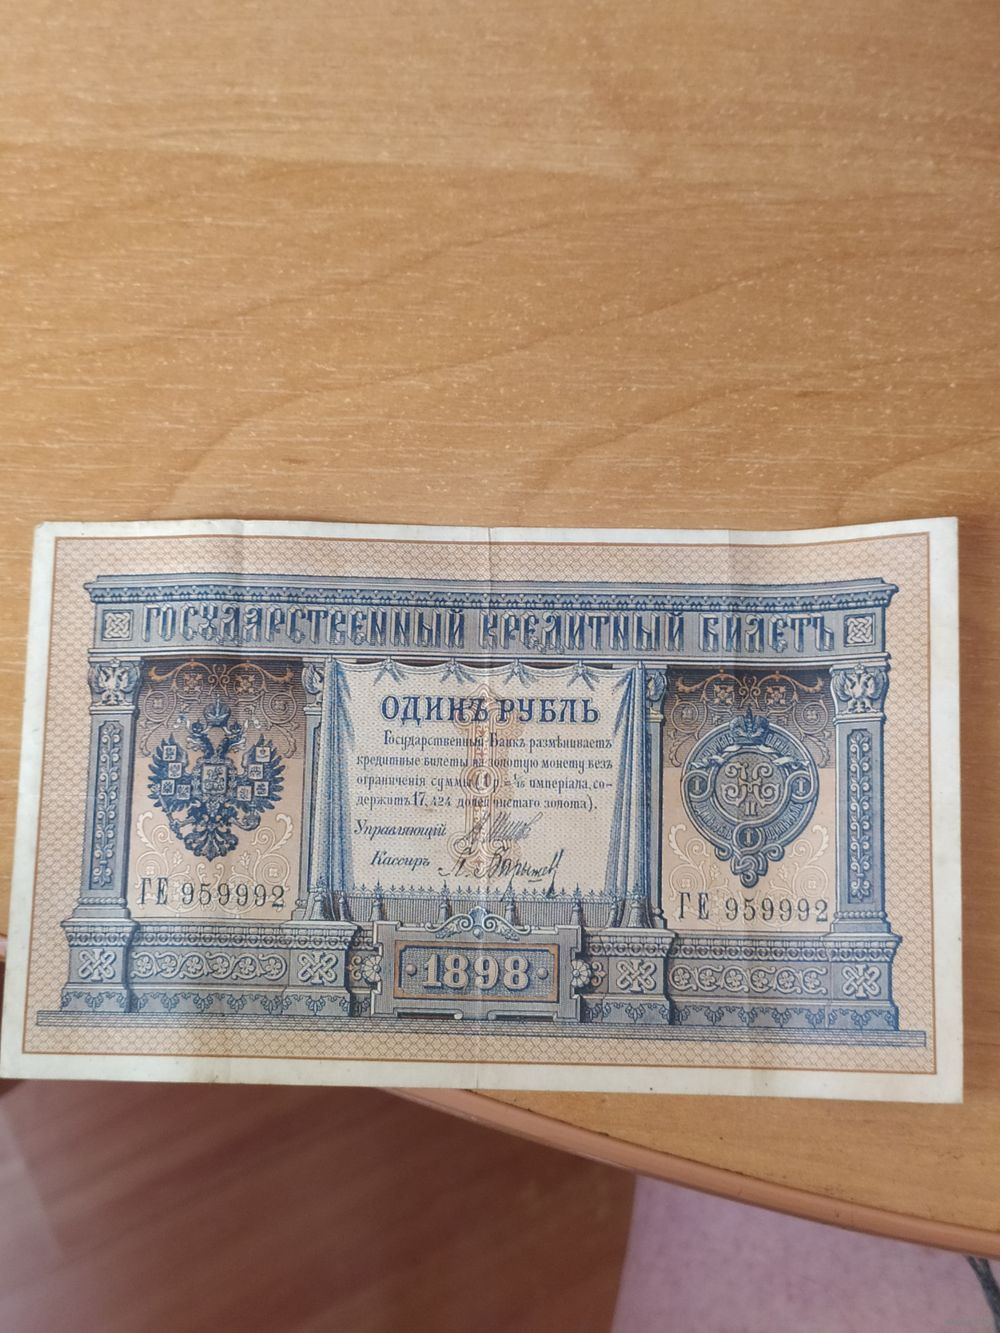 ГОСУДАРСТВЕННЫЙ КРЕДИТНЫЙ БИЛЕТЪ
ОДИНЪ РУБЛЬ
Государственный Банкъ размѣниваетъ
кредитные билеты на золотую монету безъ
ограниченія суммы (1 р. = 1/15 имперіала, со-
держитъ 17,424 долей чистаго золота).
Управляющій
Кассиръ
ГЕ 959992
ГЕ 959992
1898